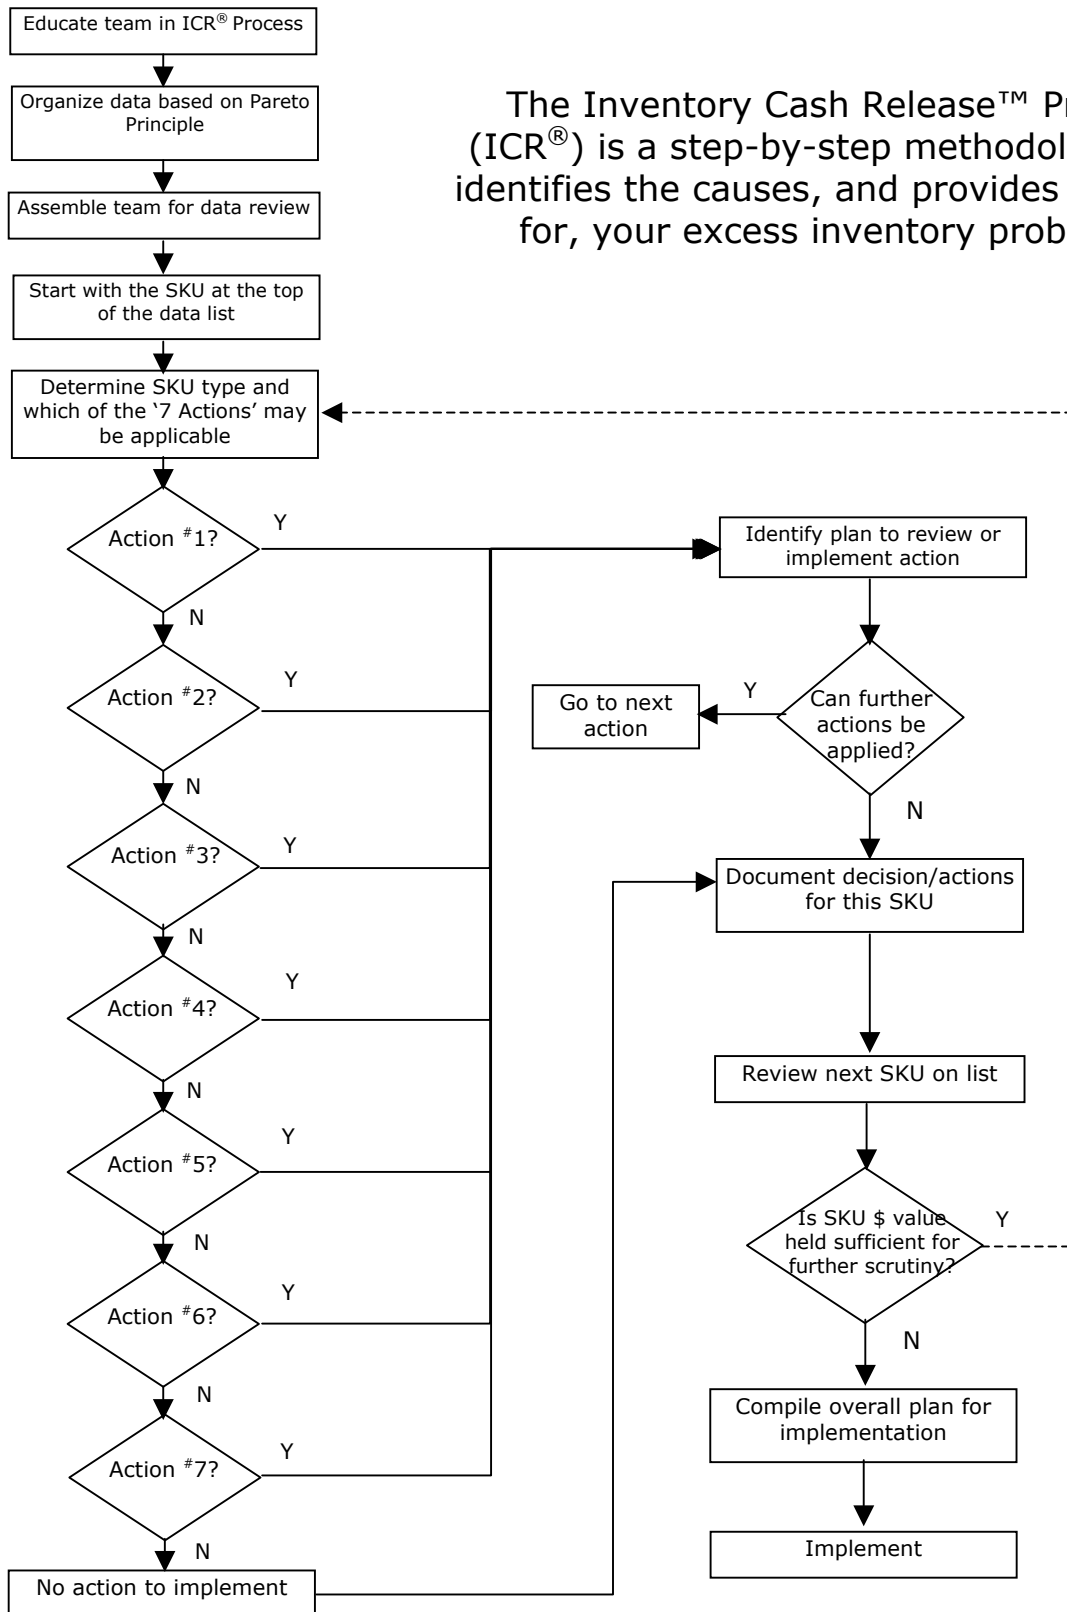 Educate team in ICR® Process
Organize data based on Pareto
Principle
Assemble team for data review
Start with the SKU at the top
of the data list
Determine SKU type and
which of the ‘7 Actions’ may
be applicable
The Inventory Cash Release™
(ICR®) is a step-by-step
identifies the causes, and provides
for, your excess inventory
Action #1?
Y
N
Action #2?
Y
N
Action #3?
Y
N
Action #4?
Y
N
Action #5?
Y
N
Action #6?
Y
N
Action #7?
Y
N
No action to implement
Identify plan to review or
implement action
Can further
actions be
applied?
Y
Go to next
action
N
Document decision/actions
for this SKU
Review next SKU on list
Is SKU $ value
held sufficient for
further scrutiny?
Y
N
Compile overall plan for
implementation
Implement